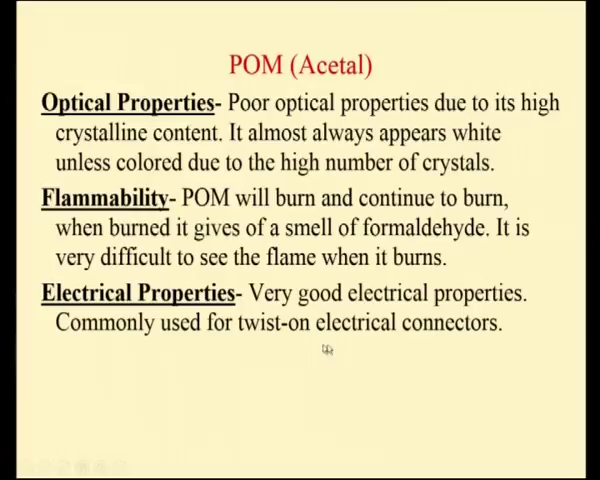 POM (Acetal)
Optical Properties- Poor optical properties due to its high
crystalline content. It almost always appears white
unless colored due to the high number of crystals.
Flammability- POM will burn and continue to burn,
when burned it gives of a smell of formaldehyde. It is
very difficult to see the flame when it burns.
Electrical Properties- Very good electrical properties.
Commonly used for twist-on electrical connectors.